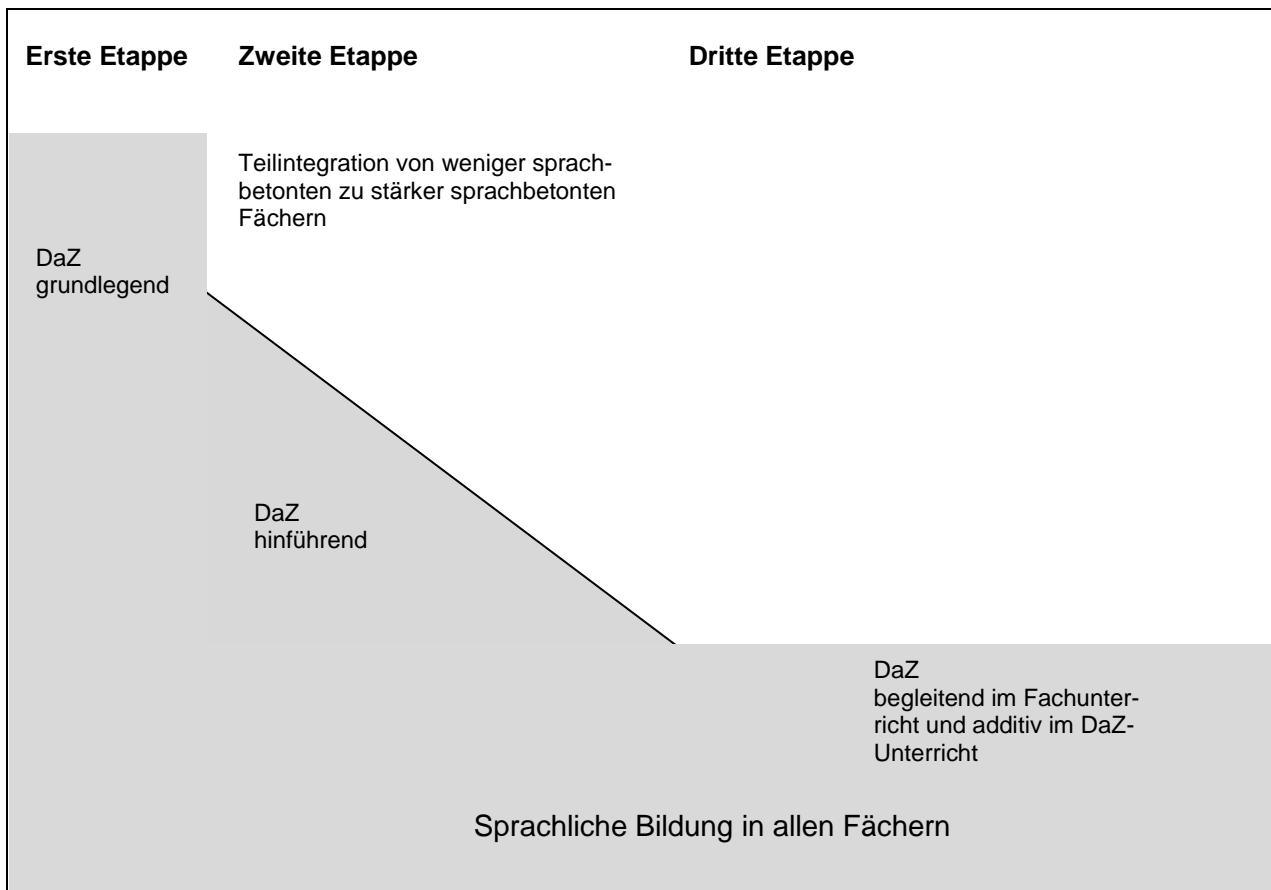 Erste Etappe
Zweite Etappe
Dritte Etappe
Teilintegration von weniger sprach-
betonten zu stärker sprachbetonten
Fächern
DaZ
grundlegend
DaZ
hinführend
DaZ
begleitend im Fachunter-
richt und additiv im DaZ-
Unterricht
Sprachliche Bildung in allen Fächern